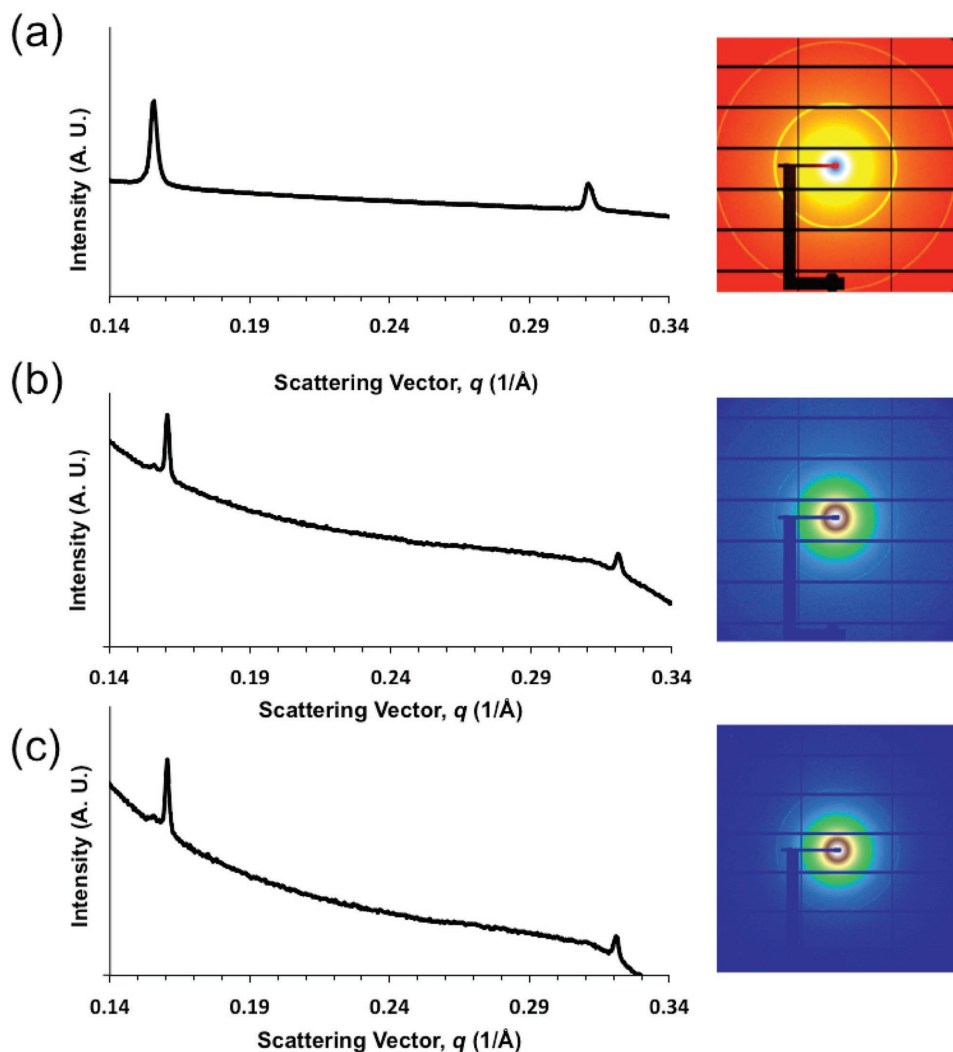 (a)
Intensity (A. U.)
0.14 0.19 0.24 0.29 0.34
Scattering Vector, q (1/Å)
(b)
Intensity (A. U.)
0.14 0.19 0.24 0.29 0.34
Scattering Vector, q (1/Å)
(c)
Intensity (A. U.)
0.14 0.19 0.24 0.29 0.34
Scattering Vector, q (1/Å)